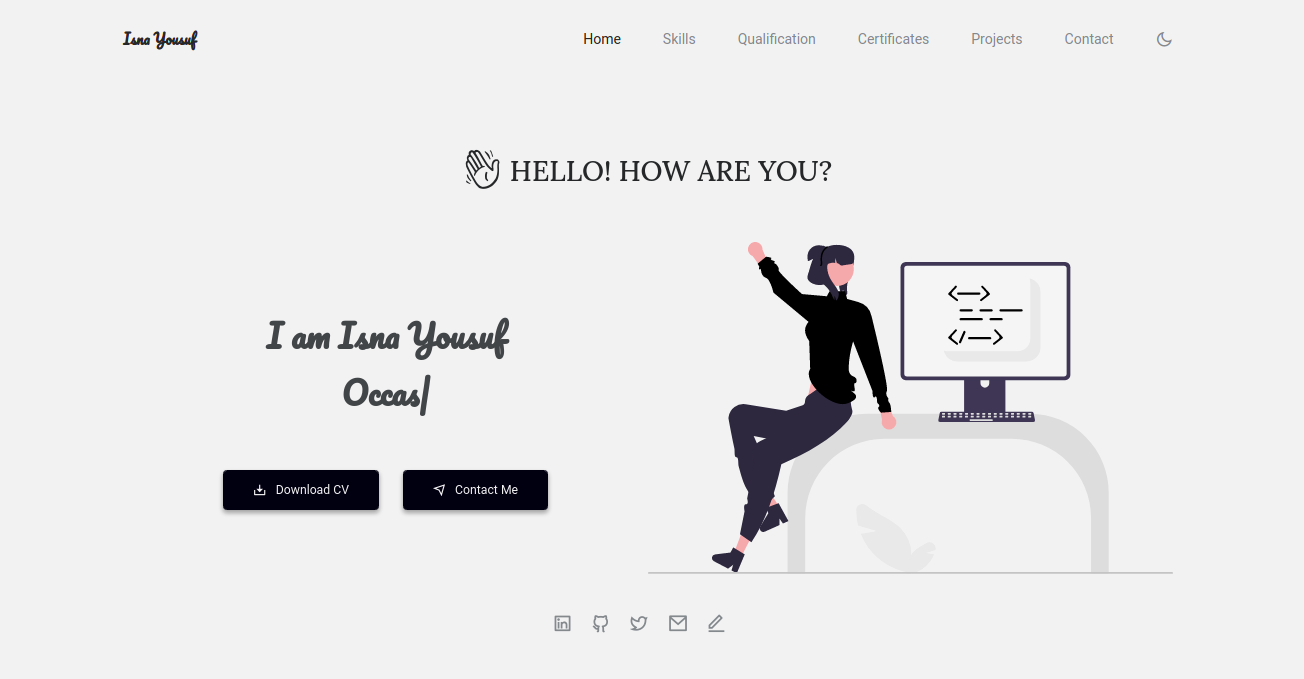 Isna Yousuf
Home Skills Qualification Certificates Projects Contact
HELLO! HOW ARE YOU?
I am Isna Yousuf
Occas|
Download CV
Contact Me